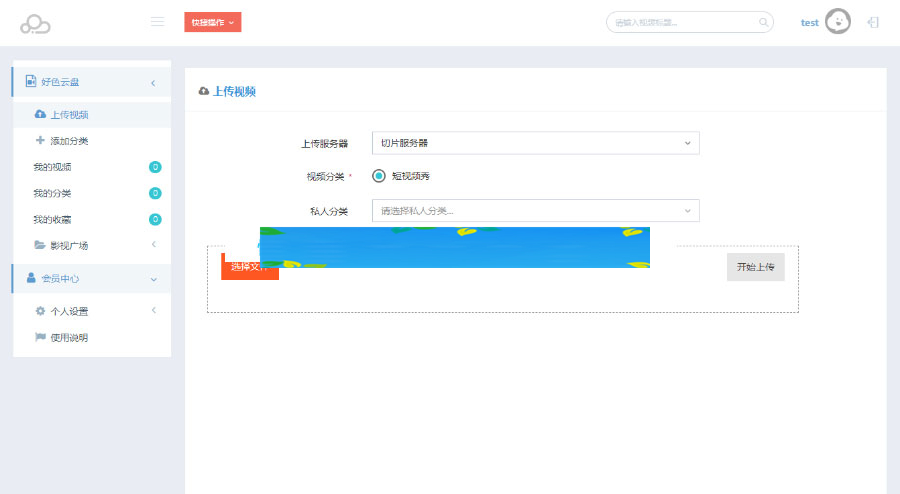 快捷操作
请输入视频标题...
test
好色云盘
上传视频
添加分类
我的视频 0
我的分类 0
我的收藏 0
影视广场
会员中心
个人设置
使用说明
上传视频
上传服务器 切片服务器
视频分类 * 短视频秀
私人分类 请选择私人分类...
选择文件
开始上传